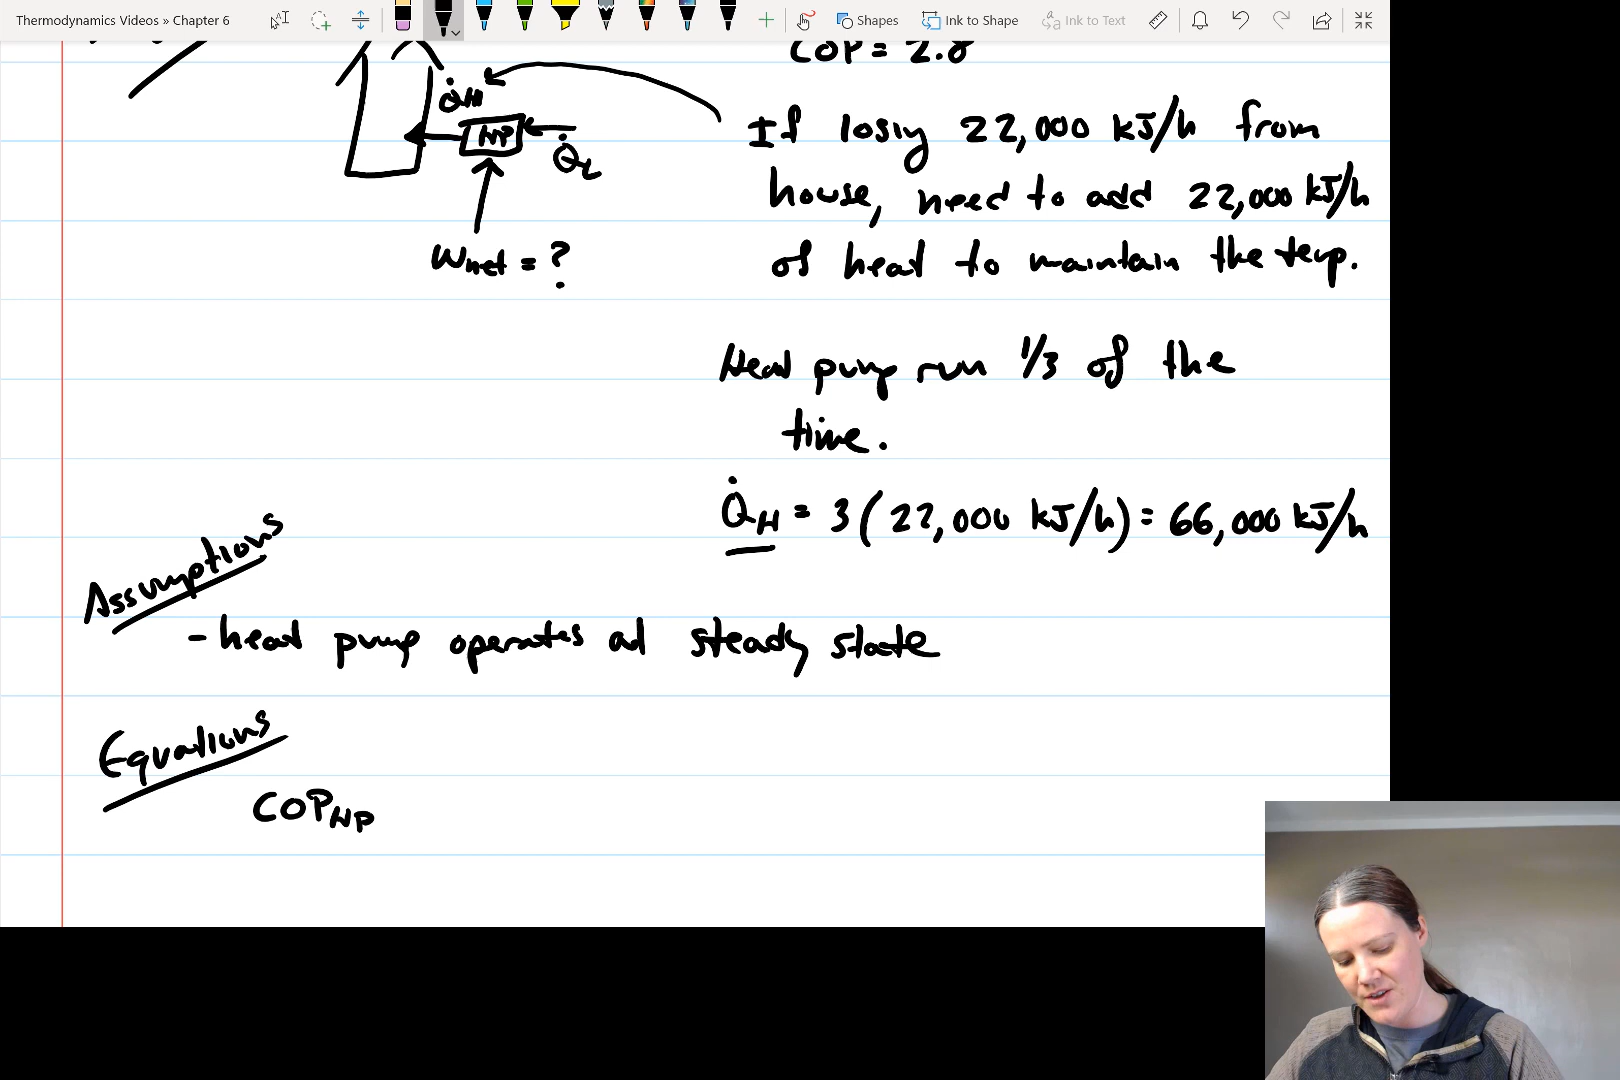 Thermodynamics Videos » Chapter 6
Shapes
Ink to Shape
Ink to Text
COP = 2.8
Q̇H
HP
Q̇L
Wnet = ?
If losing 22,000 kJ/h from
house, need to add 22,000 kJ/h
of heat to maintain the temp.
Heat pump run 1/3 of the
time.
Q̇H = 3 (22,000 kJ/h) = 66,000 kJ/h
Assumptions
- heat pump operates at steady state
Equations
COPHP